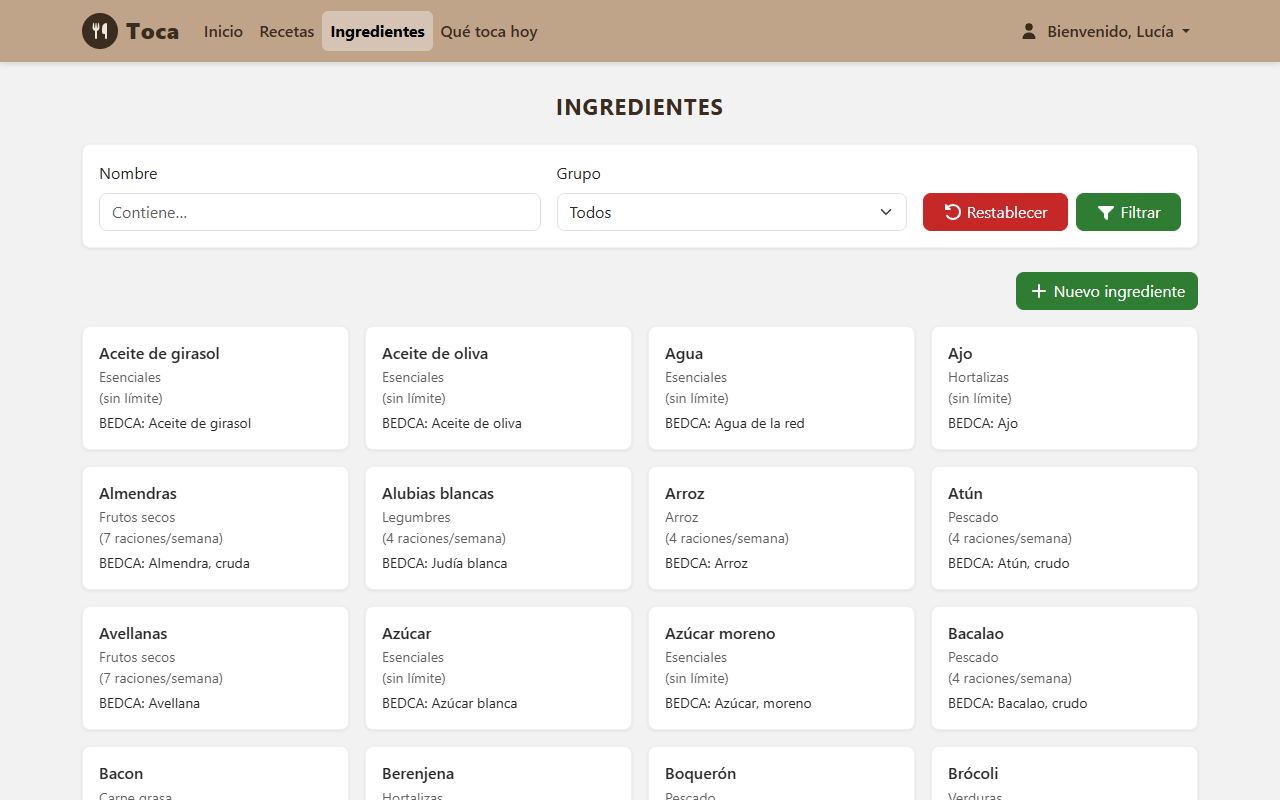 Toca
Inicio
Recetas
Ingredientes
Qué toca hoy
Bienvenido, Lucía
INGREDIENTES
Nombre
Grupo
Contiene...
Todos
Restablecer
Filtrar
Nuevo ingrediente
Aceite de girasol
Esenciales
(sin límite)
BEDCA: Aceite de girasol
Aceite de oliva
Esenciales
(sin límite)
BEDCA: Aceite de oliva
Agua
Esenciales
(sin límite)
BEDCA: Agua de la red
Ajo
Hortalizas
(sin límite)
BEDCA: Ajo
Almendras
Frutos secos
(7 raciones/semana)
BEDCA: Almendra, cruda
Alubias blancas
Legumbres
(4 raciones/semana)
BEDCA: Judía blanca
Arroz
Arroz
(4 raciones/semana)
BEDCA: Arroz
Atún
Pescado
(4 raciones/semana)
BEDCA: Atún, crudo
Avellanas
Frutos secos
(7 raciones/semana)
BEDCA: Avellana
Azúcar
Esenciales
(sin límite)
BEDCA: Azúcar blanca
Azúcar moreno
Esenciales
(sin límite)
BEDCA: Azúcar, moreno
Bacalao
Pescado
(4 raciones/semana)
BEDCA: Bacalao, crudo
Bacon
Carne grasa
Berenjena
Hortalizas
Boquerón
Pescado
Brócoli
Verduras